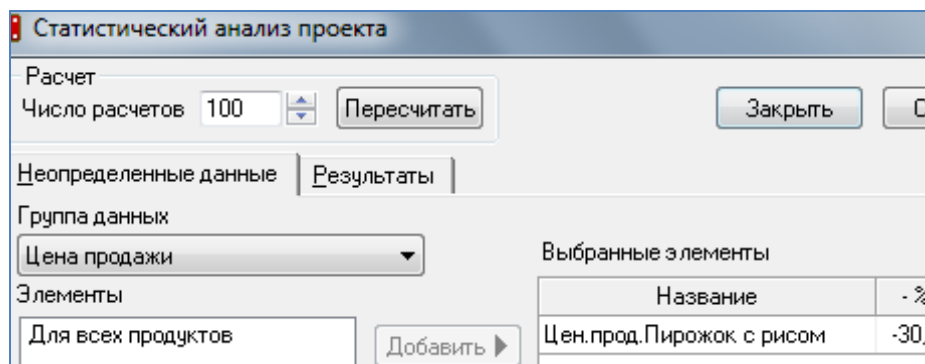 Статистический анализ проекта
Расчет
Число расчетов 100 Пересчитать Закрыть
Неопределенные данные Результаты
Группа данных
Цена продажи Выбранные элементы
Элементы Название - %
Для всех продуктов Добавить Цен.прод.Пирожок с рисом -30,